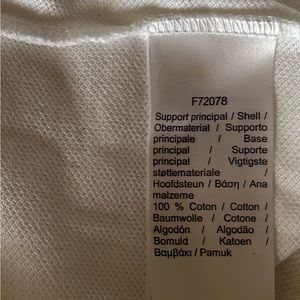 F72078
Support principal / Shell /
Obermaterial / Supporto
principale / Base
principal / Suporte
principal / Vigtigste
støttemateriale /
Hoofdsteun / Βάση / Ana
malzeme
100 % Coton / Cotton /
Baumwolle / Cotone /
Algodón / Algodão /
Bomuld / Katoen /
Βαμβάκι / Pamuk